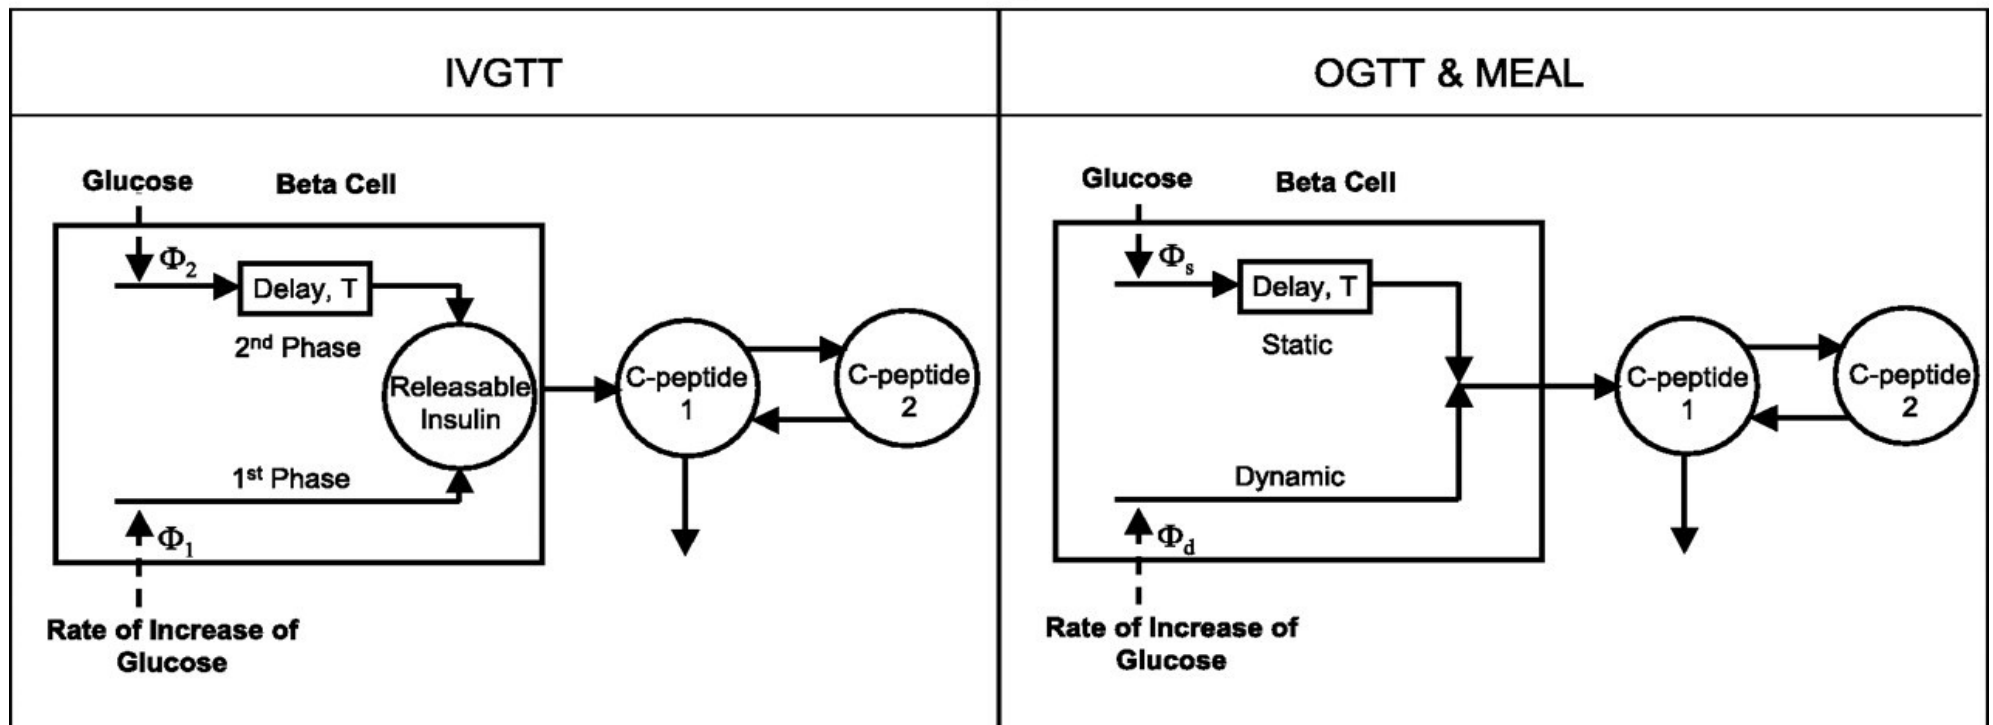 IVGTT
Glucose
Beta Cell
Φ2
Delay, T
2nd Phase
Releasable
Insulin
C-peptide
1
C-peptide
2
1st Phase
Φ1
Rate of Increase of
Glucose
OGTT & MEAL
Glucose
Beta Cell
Φs
Delay, T
Static
C-peptide
1
C-peptide
2
Dynamic
Φd
Rate of Increase of
Glucose